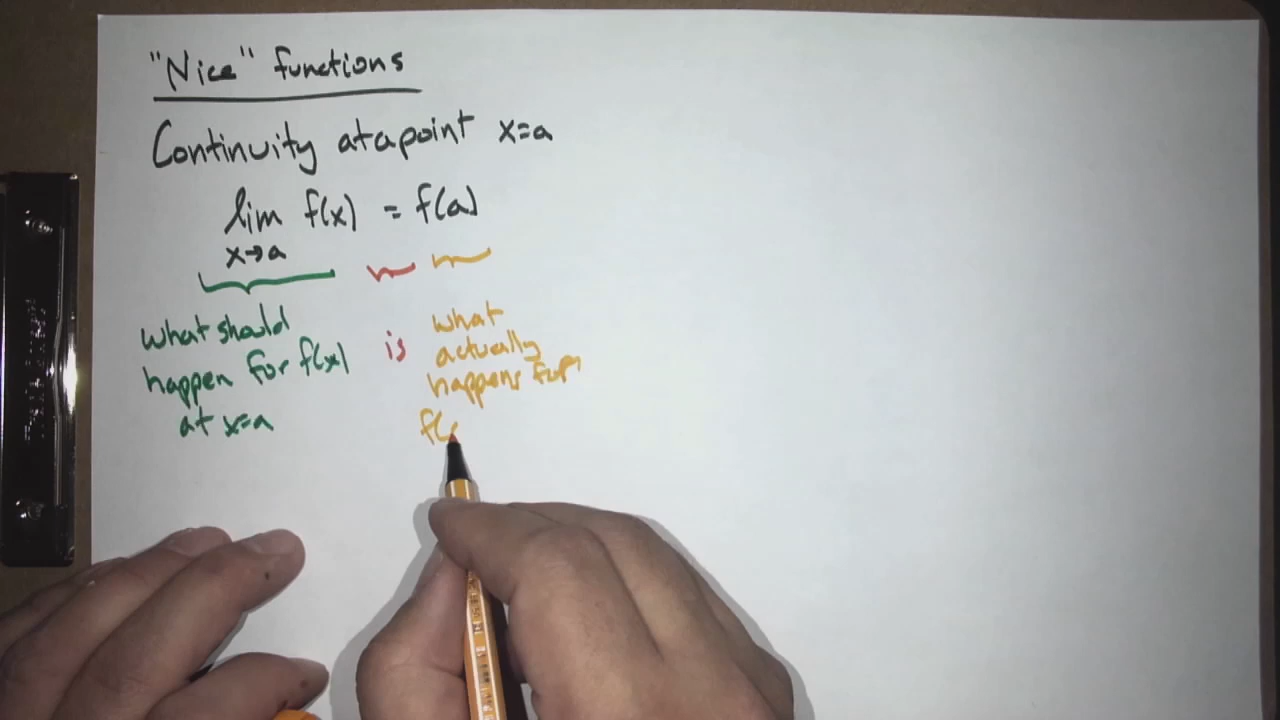 "Nice" functions
Continuity at a point x=a
lim f(x) = f(a)
x→a
what should
happen for f(x)
at x=a
is
what
actually
happens for
f(